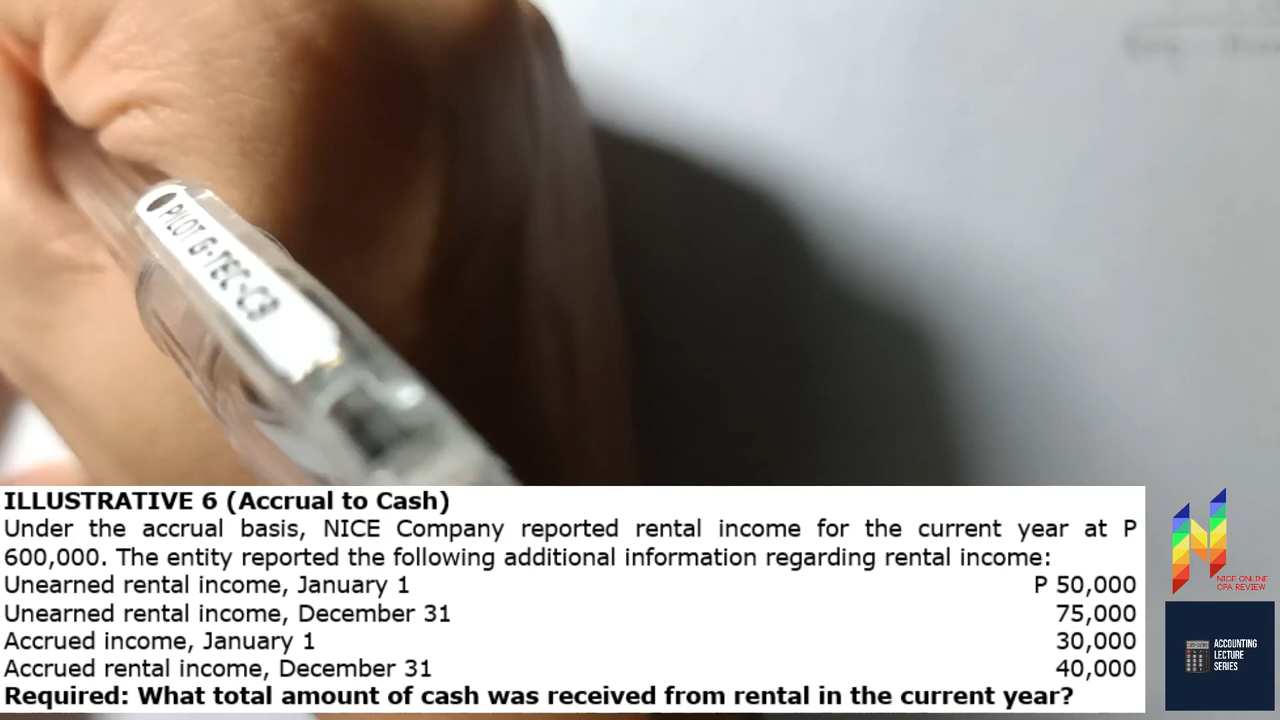 PILOT G-TEC-C3
ILLUSTRATIVE 6 (Accrual to Cash)
Under the accrual basis, NICE Company reported rental income for the current year at P
600,000. The entity reported the following additional information regarding rental income:
Unearned rental income, January 1 P 50,000
Unearned rental income, December 31 75,000
Accrued income, January 1 30,000
Accrued rental income, December 31 40,000
Required: What total amount of cash was received from rental in the current year?
NICE ONLINE
CPA REVIEW
ACCOUNTING
LECTURE
SERIES